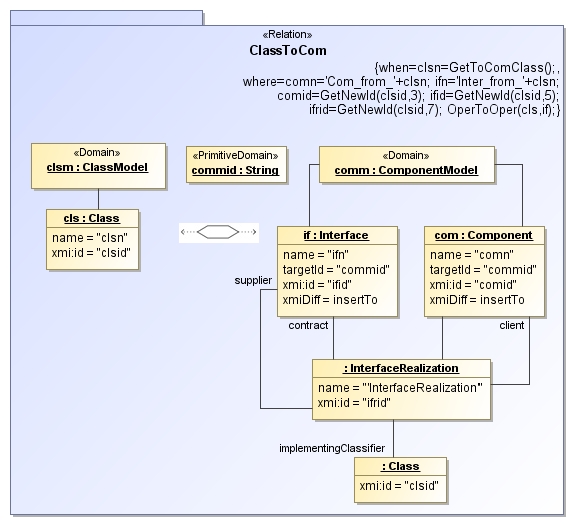 «Relation»
ClassToCom
{when=clsn=GetToComClass(); ,
where=comn='Com_from_'+clsn; ifn='Inter_from_'+clsn;
comid=GetNewId(clsid,3); ifid=GetNewId(clsid,5);
ifrid=GetNewId(clsid,7); OperToOper(cls,if);}
«Domain»
clsm : ClassModel
«PrimitiveDomain»
commid : String
«Domain»
comm : ComponentModel
cls : Class
name = "clsn"
xmi:id = "clsid"
if : Interface
name = "ifn"
targetId = "commid"
xmi:id = "ifid"
xmiDiff = insertTo
com : Component
name = "comn"
targetId = "commid"
xmi:id = "comid"
xmiDiff = insertTo
supplier
contract
client
: InterfaceRealization
name = "'InterfaceRealization'"
xmi:id = "ifrid"
implementingClassifier
: Class
xmi:id = "clsid"